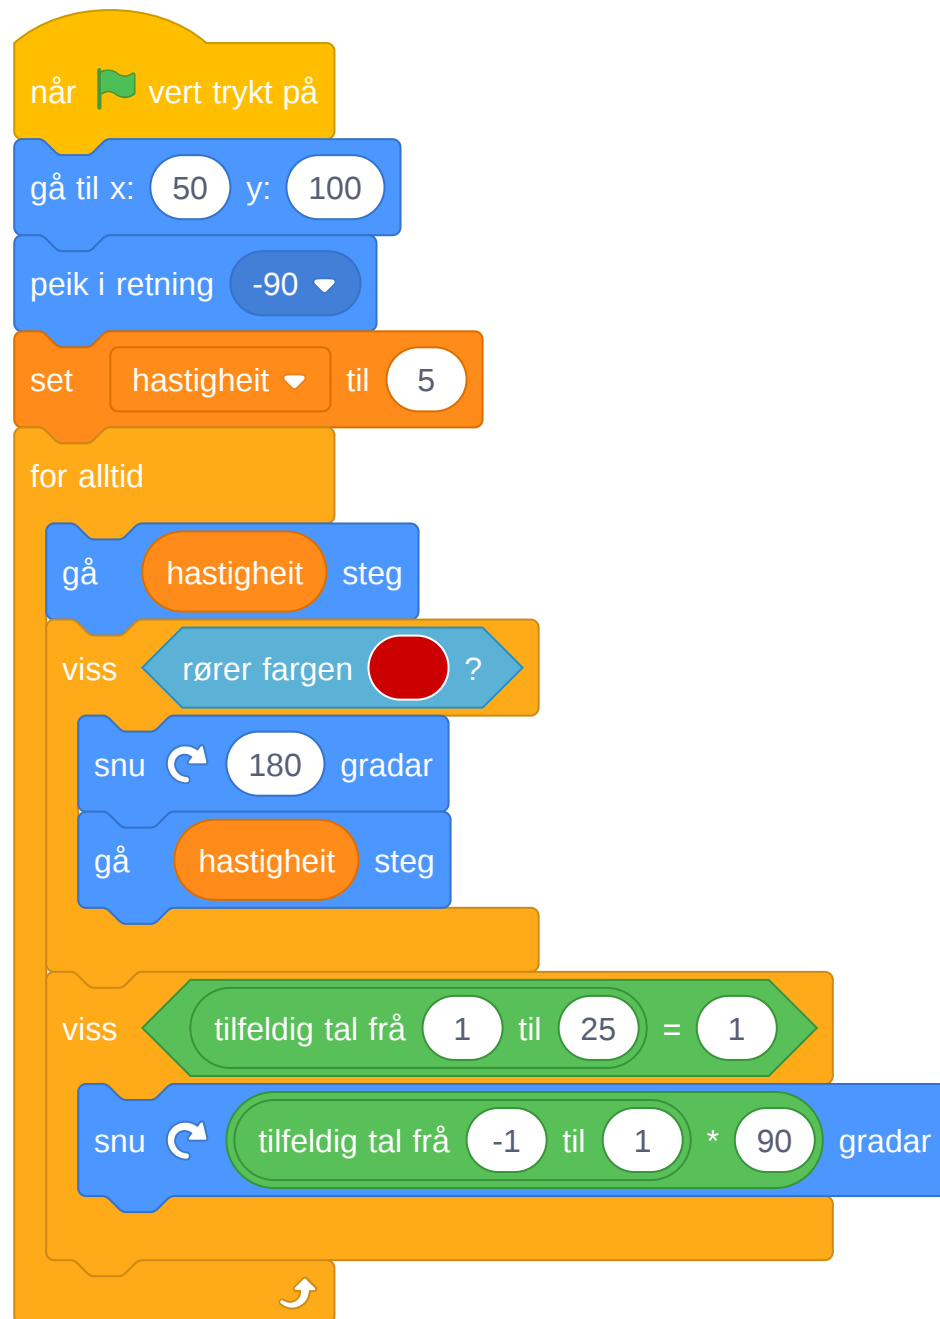 når vert trykt på
gå til x: 50 y: 100
peik i retning -90
set hastigheit til 5
for alltid
gå hastigheit steg
viss rører fargen ?
snu 180 gradar
gå hastigheit steg
viss tilfeldig tal frå 1 til 25 = 1
snu tilfeldig tal frå -1 til 1 * 90 gradar